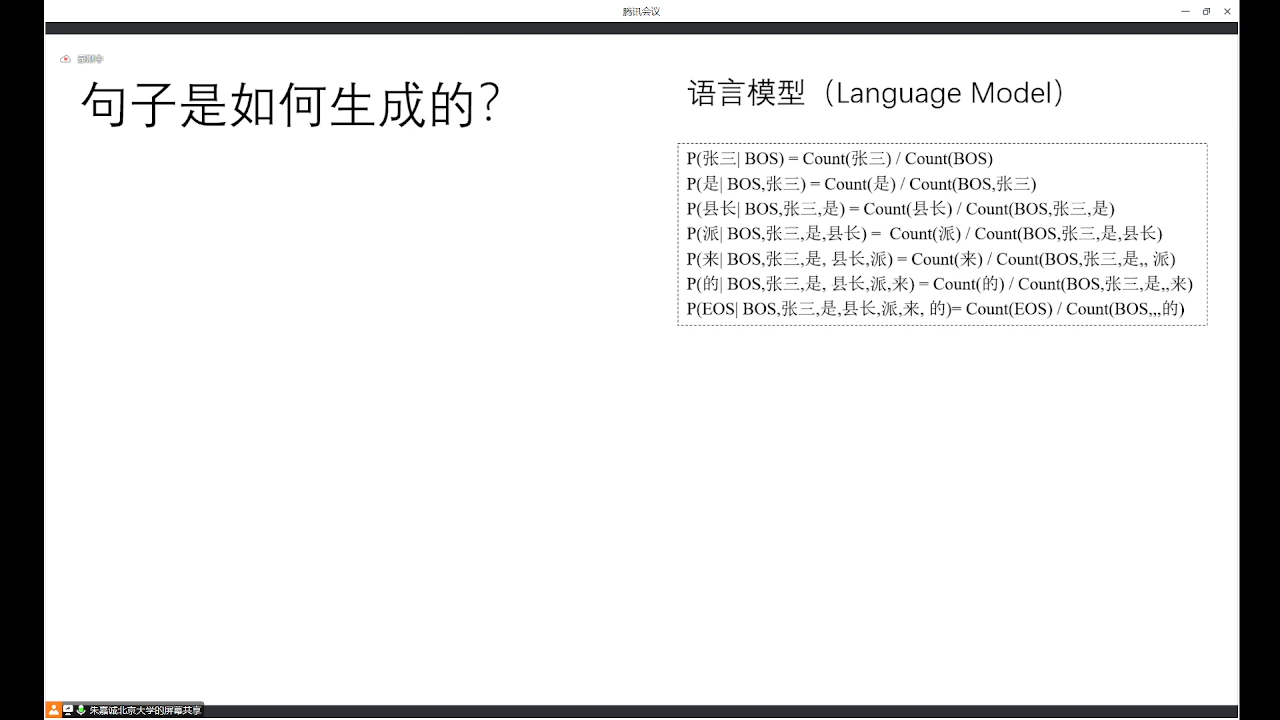 腾讯会议
录制中
句子是如何生成的？
语言模型（Language Model）
P(张三| BOS) = Count(张三) / Count(BOS)
P(是| BOS,张三) = Count(是) / Count(BOS,张三)
P(县长| BOS,张三,是) = Count(县长) / Count(BOS,张三,是)
P(派| BOS,张三,是,县长) = Count(派) / Count(BOS,张三,是,县长)
P(来| BOS,张三,是, 县长,派) = Count(来) / Count(BOS,张三,是,, 派)
P(的| BOS,张三,是, 县长,派,来) = Count(的) / Count(BOS,张三,是,,来)
P(EOS| BOS,张三,是,县长,派,来, 的)= Count(EOS) / Count(BOS,,,的)
朱嘉诚北京大学的屏幕共享